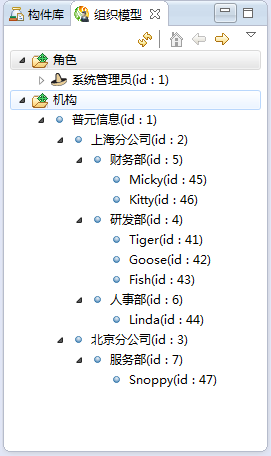 构件库 组织模型
角色
系统管理员(id : 1)
机构
普元信息(id : 1)
上海分公司(id : 2)
财务部(id : 5)
Micky(id : 45)
Kitty(id : 46)
研发部(id : 4)
Tiger(id : 41)
Goose(id : 42)
Fish(id : 43)
人事部(id : 6)
Linda(id : 44)
北京分公司(id : 3)
服务部(id : 7)
Snoppy(id : 47)